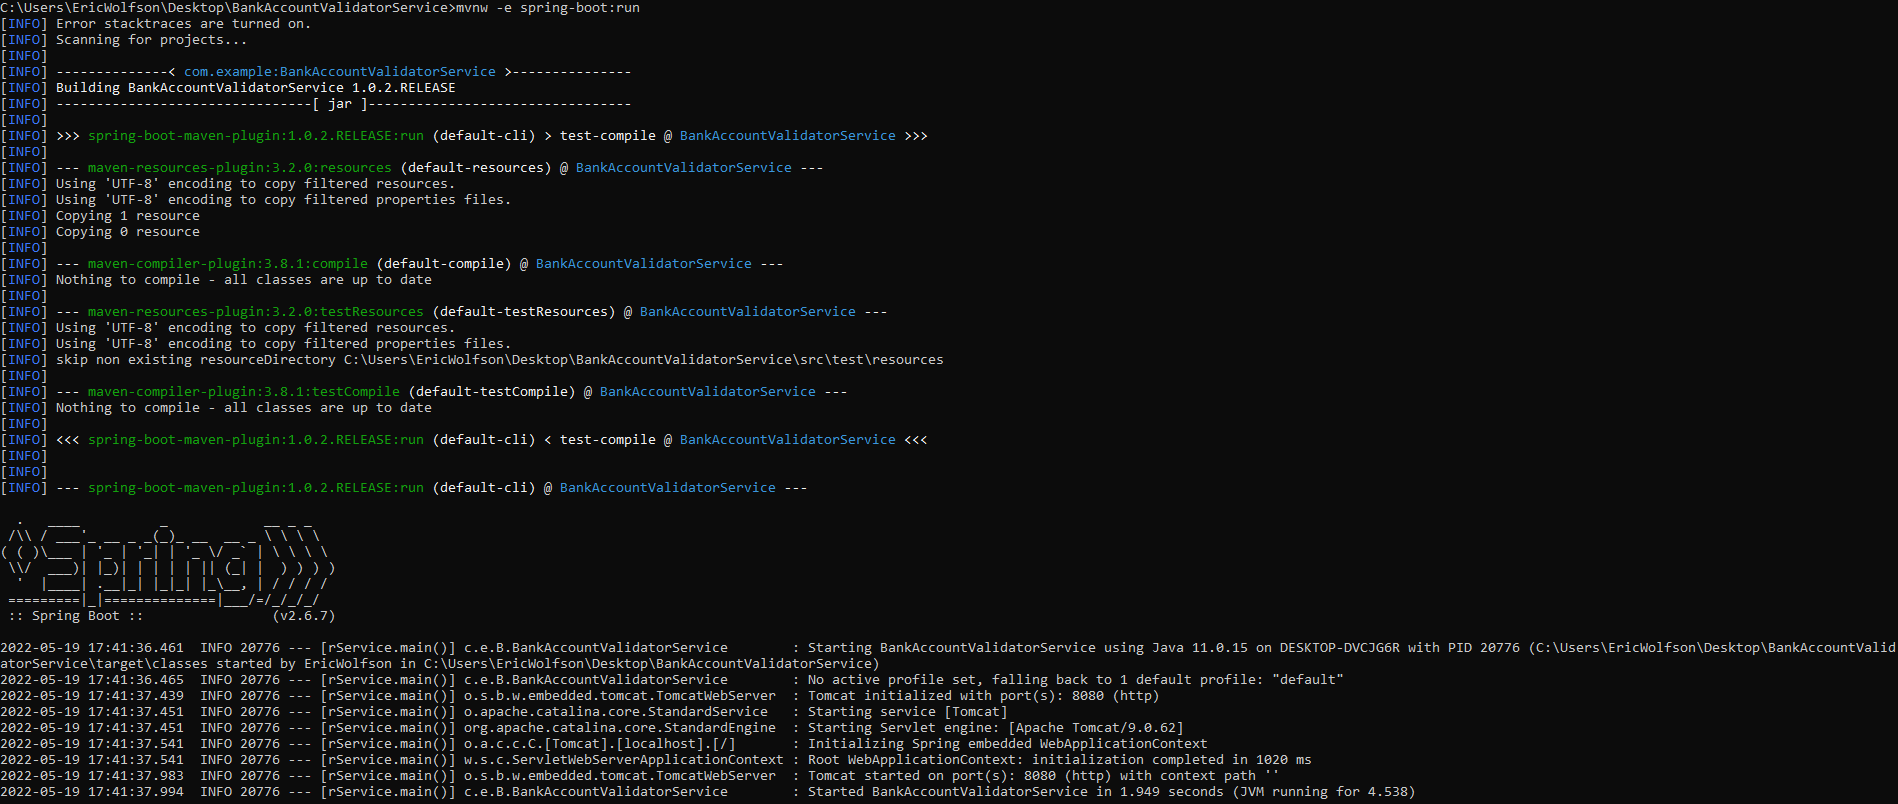 C:\Users\EricWolfson\Desktop\BankAccountValidatorService>mvnw -e spring-boot:run
[INFO] Error stacktraces are turned on.
[INFO] Scanning for projects...
[INFO]
[INFO] --------------< com.example:BankAccountValidatorService >---------------
[INFO] Building BankAccountValidatorService 1.0.2.RELEASE
[INFO] --------------------------------[ jar ]---------------------------------
[INFO]
[INFO] >>> spring-boot-maven-plugin:1.0.2.RELEASE:run (default-cli) > test-compile @ BankAccountValidatorService >>>
[INFO]
[INFO] --- maven-resources-plugin:3.2.0:resources (default-resources) @ BankAccountValidatorService ---
[INFO] Using 'UTF-8' encoding to copy filtered resources.
[INFO] Using 'UTF-8' encoding to copy filtered properties files.
[INFO] Copying 1 resource
[INFO] Copying 0 resource
[INFO]
[INFO] --- maven-compiler-plugin:3.8.1:compile (default-compile) @ BankAccountValidatorService ---
[INFO] Nothing to compile - all classes are up to date
[INFO]
[INFO] --- maven-resources-plugin:3.2.0:testResources (default-testResources) @ BankAccountValidatorService ---
[INFO] Using 'UTF-8' encoding to copy filtered resources.
[INFO] Using 'UTF-8' encoding to copy filtered properties files.
[INFO] skip non existing resourceDirectory C:\Users\EricWolfson\Desktop\BankAccountValidatorService\src\test\resources
[INFO]
[INFO] --- maven-compiler-plugin:3.8.1:testCompile (default-testCompile) @ BankAccountValidatorService ---
[INFO] Nothing to compile - all classes are up to date
[INFO]
[INFO] <<< spring-boot-maven-plugin:1.0.2.RELEASE:run (default-cli) < test-compile @ BankAccountValidatorService <<<
[INFO]
[INFO]
[INFO] --- spring-boot-maven-plugin:1.0.2.RELEASE:run (default-cli) @ BankAccountValidatorService ---

  .   ____          _            __ _ _
 /\\ / ___'_ __ _ _(_)_ __  __ _ \ \ \ \
( ( )\___ | '_ | '_| | '_ \/ _` | \ \ \ \
 \\/  ___)| |_)| | | | | || (_| |  ) ) ) )
  '  |____| .__|_| |_|_| |_\__, | / / / /
 =========|_|==============|___/=/_/_/_/
 :: Spring Boot ::                (v2.6.7)

2022-05-19 17:41:36.461  INFO 20776 --- [rService.main()] c.e.B.BankAccountValidatorService        : Starting BankAccountValidatorService using Java 11.0.15 on DESKTOP-DVCJG6R with PID 20776 (C:\Users\EricWolfson\Desktop\BankAccountValid
atorService\target\classes started by EricWolfson in C:\Users\EricWolfson\Desktop\BankAccountValidatorService)
2022-05-19 17:41:36.465  INFO 20776 --- [rService.main()] c.e.B.BankAccountValidatorService        : No active profile set, falling back to 1 default profile: "default"
2022-05-19 17:41:37.439  INFO 20776 --- [rService.main()] o.s.b.w.embedded.tomcat.TomcatWebServer  : Tomcat initialized with port(s): 8080 (http)
2022-05-19 17:41:37.451  INFO 20776 --- [rService.main()] o.apache.catalina.core.StandardService   : Starting service [Tomcat]
2022-05-19 17:41:37.451  INFO 20776 --- [rService.main()] org.apache.catalina.core.StandardEngine  : Starting Servlet engine: [Apache Tomcat/9.0.62]
2022-05-19 17:41:37.541  INFO 20776 --- [rService.main()] o.a.c.c.C.[Tomcat].[localhost].[/]       : Initializing Spring embedded WebApplicationContext
2022-05-19 17:41:37.541  INFO 20776 --- [rService.main()] w.s.c.ServletWebServerApplicationContext : Root WebApplicationContext: initialization completed in 1020 ms
2022-05-19 17:41:37.983  INFO 20776 --- [rService.main()] o.s.b.w.embedded.tomcat.TomcatWebServer  : Tomcat started on port(s): 8080 (http) with context path ''
2022-05-19 17:41:37.994  INFO 20776 --- [rService.main()] c.e.B.BankAccountValidatorService        : Started BankAccountValidatorService in 1.949 seconds (JVM running for 4.538)